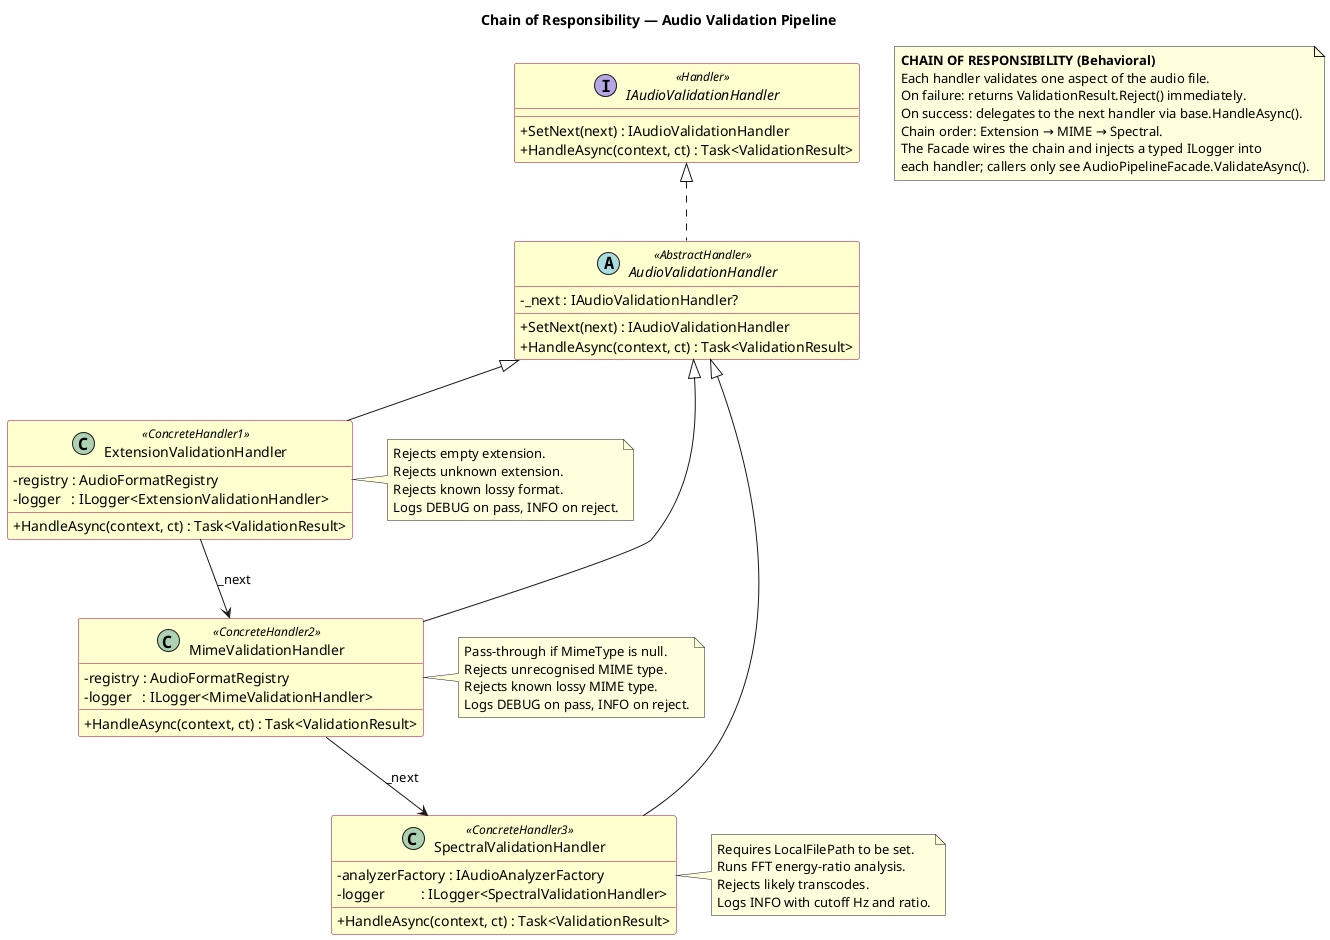 Chain of Responsibility — Audio Validation Pipeline
«Handler»
I
IAudioValidationHandler
+SetNext(next) : IAudioValidationHandler
+HandleAsync(context, ct) : Task<ValidationResult>
CHAIN OF RESPONSIBILITY (Behavioral)
Each handler validates one aspect of the audio file.
On failure: returns ValidationResult.Reject() immediately.
On success: delegates to the next handler via base.HandleAsync().
Chain order: Extension → MIME → Spectral.
The Facade wires the chain and injects a typed ILogger into
each handler; callers only see AudioPipelineFacade.ValidateAsync().
«AbstractHandler»
A
AudioValidationHandler
-_next : IAudioValidationHandler?
+SetNext(next) : IAudioValidationHandler
+HandleAsync(context, ct) : Task<ValidationResult>
«ConcreteHandler1»
C
ExtensionValidationHandler
-registry : AudioFormatRegistry
-logger   : ILogger<ExtensionValidationHandler>
+HandleAsync(context, ct) : Task<ValidationResult>
Rejects empty extension.
Rejects unknown extension.
Rejects known lossy format.
Logs DEBUG on pass, INFO on reject.
_next
«ConcreteHandler2»
C
MimeValidationHandler
-registry : AudioFormatRegistry
-logger   : ILogger<MimeValidationHandler>
+HandleAsync(context, ct) : Task<ValidationResult>
Pass-through if MimeType is null.
Rejects unrecognised MIME type.
Rejects known lossy MIME type.
Logs DEBUG on pass, INFO on reject.
_next
«ConcreteHandler3»
C
SpectralValidationHandler
-analyzerFactory : IAudioAnalyzerFactory
-logger          : ILogger<SpectralValidationHandler>
+HandleAsync(context, ct) : Task<ValidationResult>
Requires LocalFilePath to be set.
Runs FFT energy-ratio analysis.
Rejects likely transcodes.
Logs INFO with cutoff Hz and ratio.